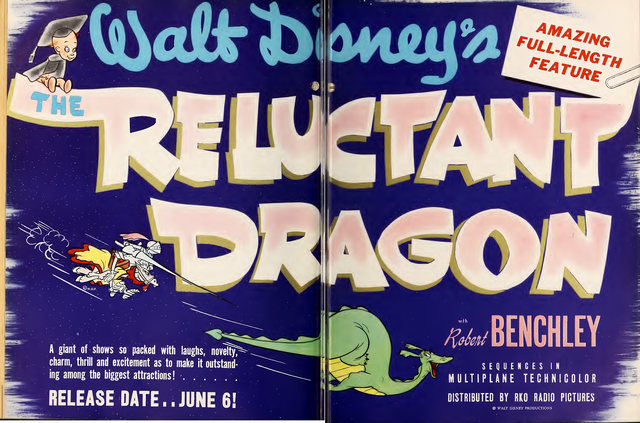 Walt Disney's
AMAZING
FULL-LENGTH
FEATURE
THE
RELUCTANT
DRAGON
with
Robert BENCHLEY
A giant of shows so packed with laughs, novelty,
charm, thrill and excitement as to make it outstand-
ing among the biggest attractions! . . . . . .
RELEASE DATE..JUNE 6!
SEQUENCES IN
MULTIPLANE TECHNICOLOR
DISTRIBUTED BY RKO RADIO PICTURES
© WALT DISNEY PRODUCTIONS